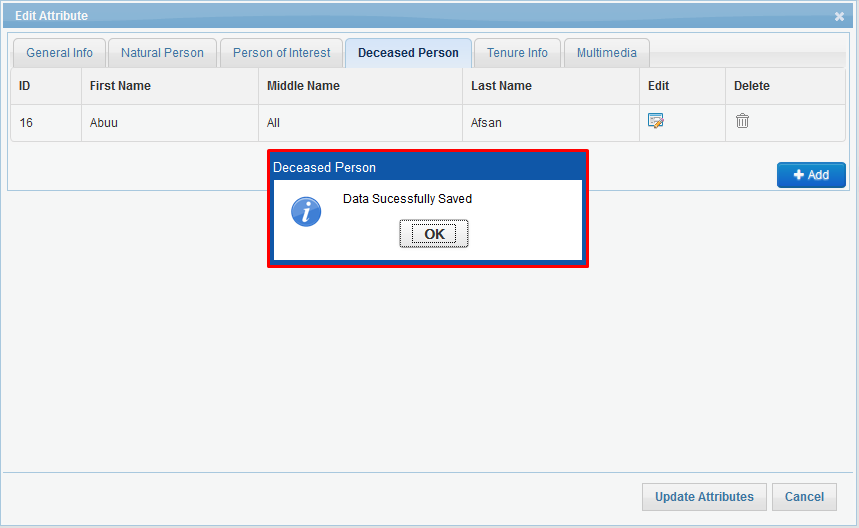 Edit Attribute
General Info Natural Person Person of Interest Deceased Person Tenure Info Multimedia
ID First Name Middle Name Last Name Edit Delete
16 Abuu All Afsan
Add
Deceased Person
Data Sucessfully Saved
OK
Update Attributes Cancel